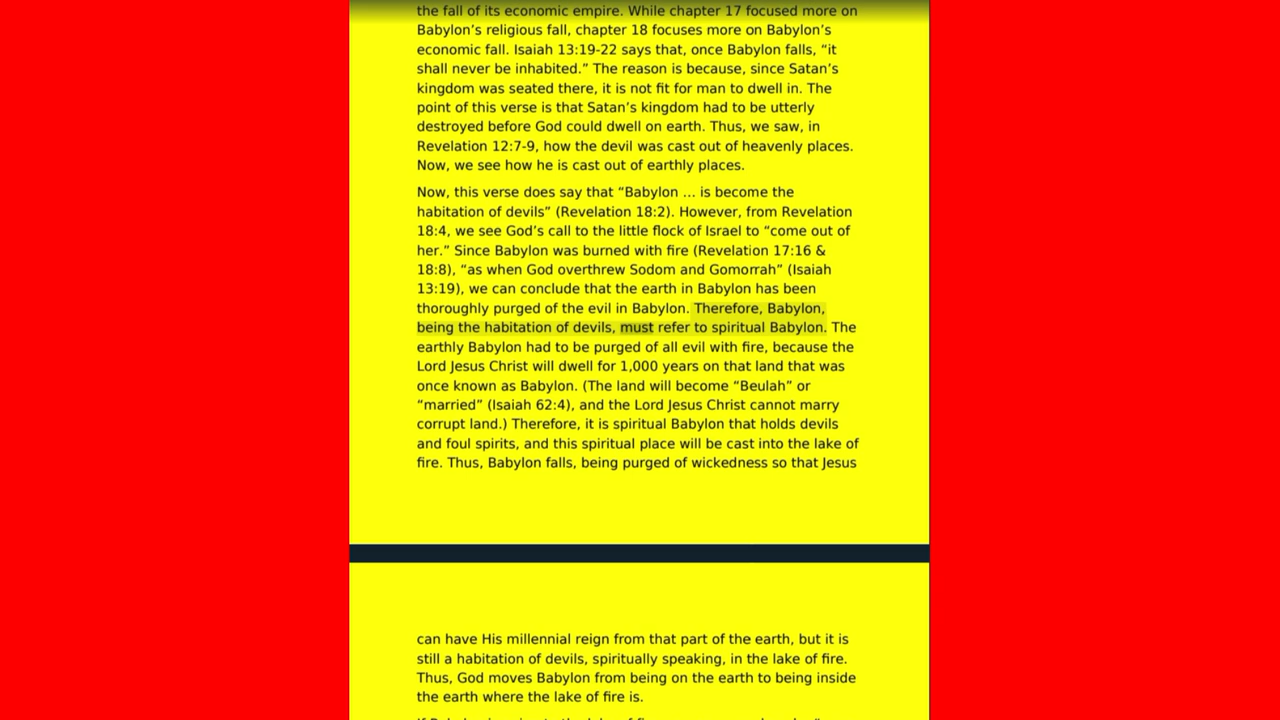 the fall of its economic empire. While chapter 17 focused more on
Babylon’s religious fall, chapter 18 focuses more on Babylon’s
economic fall. Isaiah 13:19-22 says that, once Babylon falls, “it
shall never be inhabited.” The reason is because, since Satan’s
kingdom was seated there, it is not fit for man to dwell in. The
point of this verse is that Satan’s kingdom had to be utterly
destroyed before God could dwell on earth. Thus, we saw, in
Revelation 12:7-9, how the devil was cast out of heavenly places.
Now, we see how he is cast out of earthly places.
Now, this verse does say that “Babylon … is become the
habitation of devils” (Revelation 18:2). However, from Revelation
18:4, we see God’s call to the little flock of Israel to “come out of
her.” Since Babylon was burned with fire (Revelation 17:16 &
18:8), “as when God overthrew Sodom and Gomorrah” (Isaiah
13:19), we can conclude that the earth in Babylon has been
thoroughly purged of the evil in Babylon. Therefore, Babylon,
being the habitation of devils, must refer to spiritual Babylon. The
earthly Babylon had to be purged of all evil with fire, because the
Lord Jesus Christ will dwell for 1,000 years on that land that was
once known as Babylon. (The land will become “Beulah” or
“married” (Isaiah 62:4), and the Lord Jesus Christ cannot marry
corrupt land.) Therefore, it is spiritual Babylon that holds devils
and foul spirits, and this spiritual place will be cast into the lake of
fire. Thus, Babylon falls, being purged of wickedness so that Jesus
can have His millennial reign from that part of the earth, but it is
still a habitation of devils, spiritually speaking, in the lake of fire.
Thus, God moves Babylon from being on the earth to being inside
the earth where the lake of fire is.